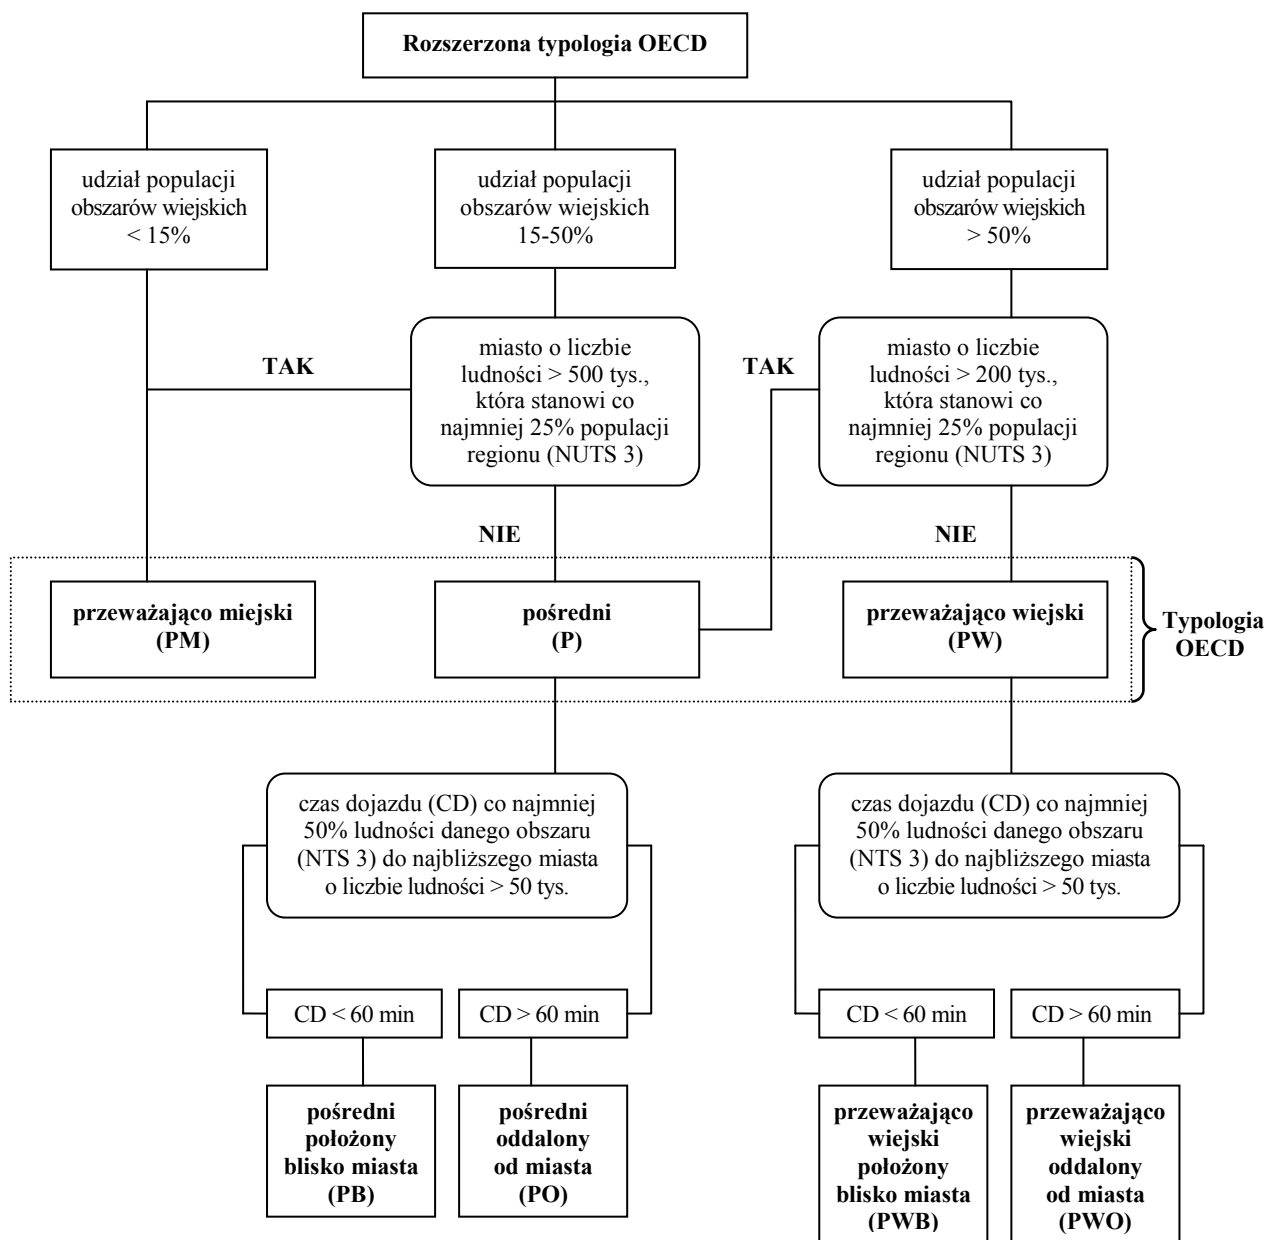 Rozszerzona typologia OECD
udział populacji
obszarów wiejskich
< 15%
udział populacji
obszarów wiejskich
15-50%
udział populacji
obszarów wiejskich
> 50%
TAK
miasto o liczbie
ludności > 500 tys.,
która stanowi co
najmniej 25% populacji
regionu (NUTS 3)
TAK
miasto o liczbie
ludności > 200 tys.,
która stanowi co
najmniej 25% populacji
regionu (NUTS 3)
NIE
NIE
przeważająco miejski
(PM)
pośredni
(P)
przeważająco wiejski
(PW)
Typologia
OECD
czas dojazdu (CD) co najmniej
50% ludności danego obszaru
(NTS 3) do najbliższego miasta
o liczbie ludności > 50 tys.
czas dojazdu (CD) co najmniej
50% ludności danego obszaru
(NTS 3) do najbliższego miasta
o liczbie ludności > 50 tys.
CD < 60 min
CD > 60 min
CD < 60 min
CD > 60 min
pośredni
położony
blisko miasta
(PB)
pośredni
oddalony
od miasta
(PO)
przeważająco
wiejski
położony
blisko miasta
(PWB)
przeważająco
wiejski
oddalony
od miasta
(PWO)